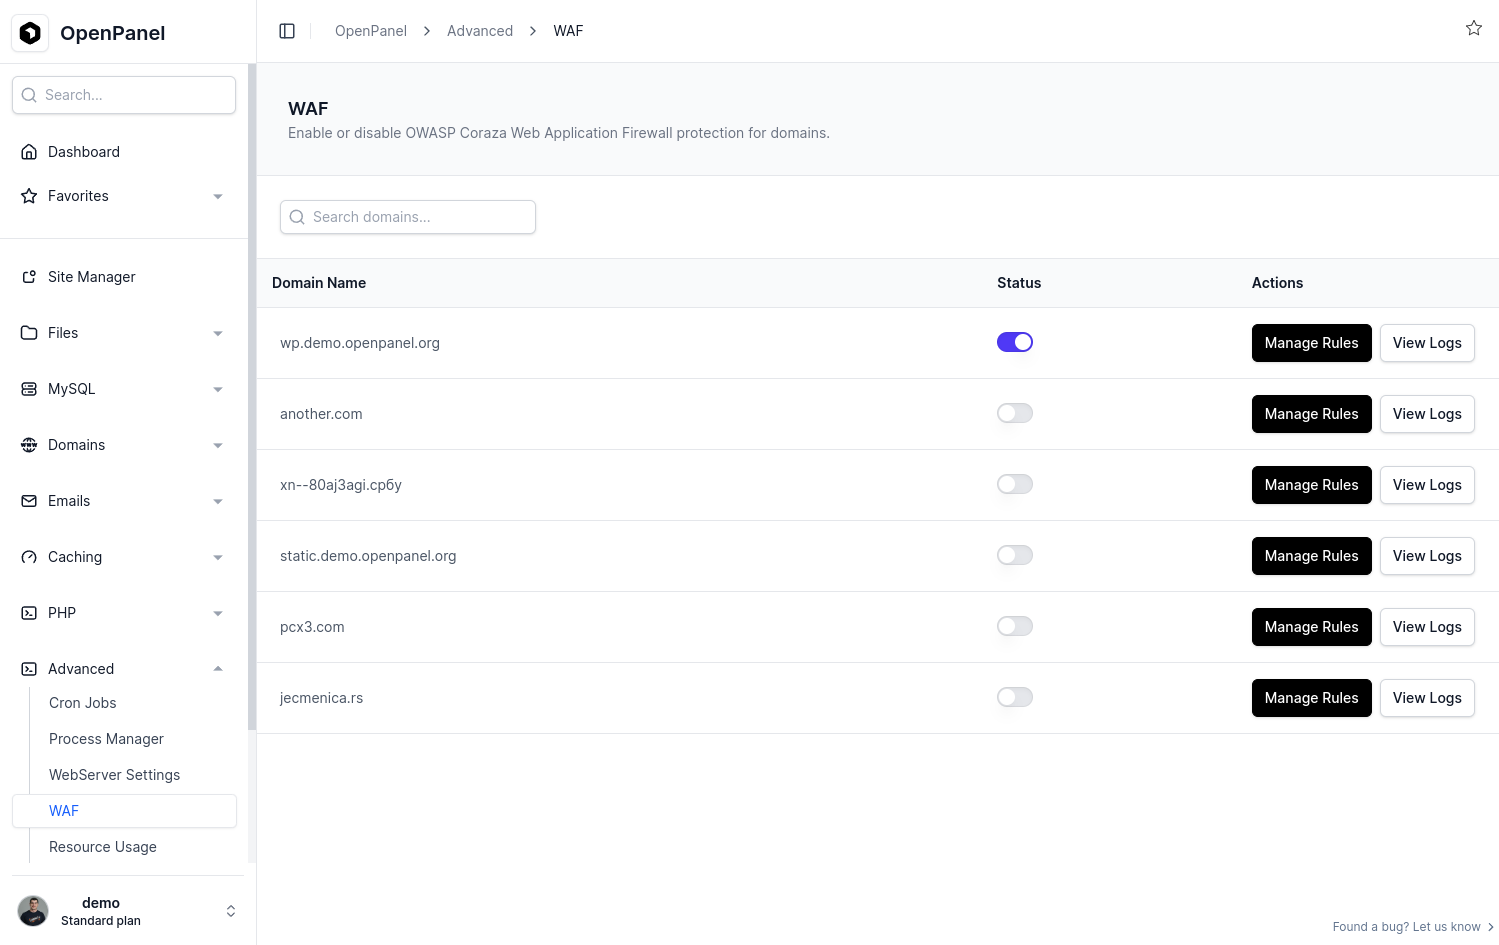 OpenPanel
OpenPanel
Advanced
WAF
Search...
Dashboard
Favorites
Site Manager
Files
MySQL
Domains
Emails
Caching
PHP
Advanced
Cron Jobs
Process Manager
WebServer Settings
WAF
Resource Usage
demo
Standard plan
WAF
Enable or disable OWASP Coraza Web Application Firewall protection for domains.
Search domains...
Domain Name Status Actions
wp.demo.openpanel.org Manage Rules View Logs
another.com Manage Rules View Logs
xn--80aj3agi.србу Manage Rules View Logs
static.demo.openpanel.org Manage Rules View Logs
pcx3.com Manage Rules View Logs
jecmenica.rs Manage Rules View Logs
Found a bug? Let us know